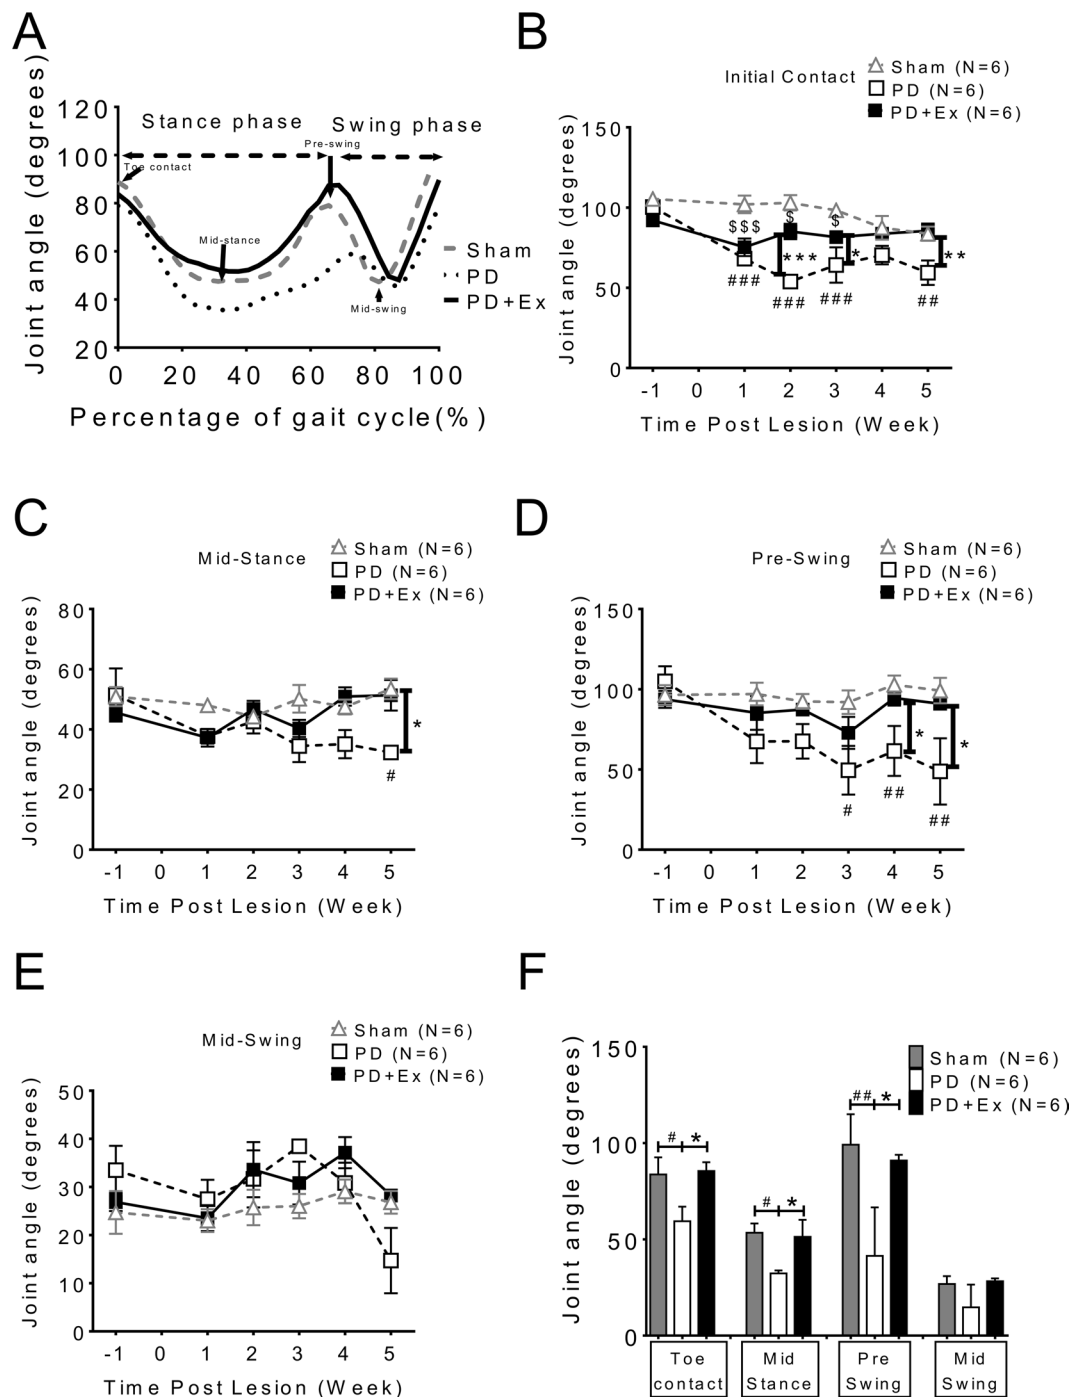 A
Joint angle (degrees)
120
100
80
60
40
20
Stance phase
Swing phase
Pre-swing
Toe contact
Mid-stance
Mid-swing
Sham
PD
PD+Ex
0 20 40 60 80 100
Percentage of gait cycle(%)
B
Initial Contact
Sham (N=6)
PD (N=6)
PD+Ex (N=6)
Joint angle (degrees)
150
100
50
0
$$$ $ $
*** * **
### ### ### ##
-1 0 1 2 3 4 5
Time Post Lesion (Week)
C
Mid-Stance
Sham (N=6)
PD (N=6)
PD+Ex (N=6)
Joint angle (degrees)
80
60
40
20
0
*
#
-1 0 1 2 3 4 5
Time Post Lesion (Week)
D
Pre-Swing
Sham (N=6)
PD (N=6)
PD+Ex (N=6)
Joint angle (degrees)
150
100
50
0
* *
# ## ##
-1 0 1 2 3 4 5
Time Post Lesion (Week)
E
Mid-Swing
Sham (N=6)
PD (N=6)
PD+Ex (N=6)
Joint angle (degrees)
50
40
30
20
10
0
-1 0 1 2 3 4 5
Time Post Lesion (Week)
F
Sham (N=6)
PD (N=6)
PD+Ex (N=6)
Joint angle (degrees)
150
100
50
0
# *
# *
## *
Toe
contact
Mid
Stance
Pre
Swing
Mid
Swing